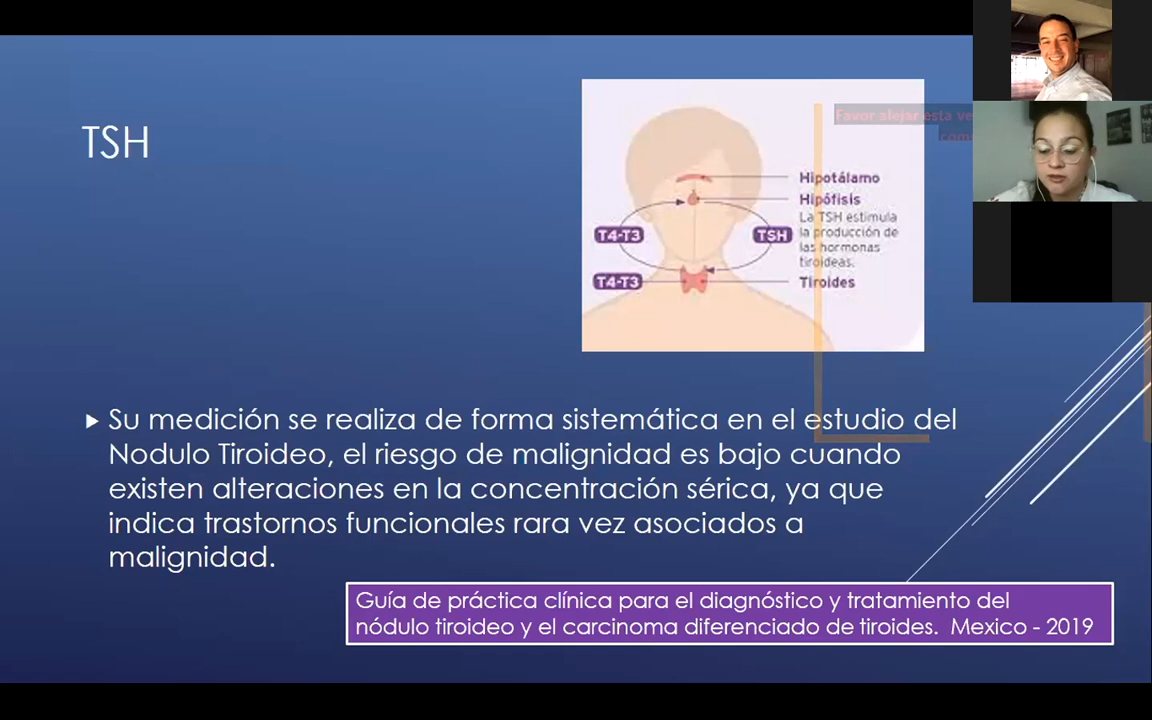 TSH
Favor alejar esta
Hipotálamo
Hipófisis
La TSH estimula
la producción de
las hormonas
tiroideas.
T4-T3
TSH
T4-T3
Tiroides
Su medición se realiza de forma sistemática en el estudio del
Nodulo Tiroideo, el riesgo de malignidad es bajo cuando
existen alteraciones en la concentración sérica, ya que
indica trastornos funcionales rara vez asociados a
malignidad.
Guía de práctica clínica para el diagnóstico y tratamiento del
nódulo tiroideo y el carcinoma diferenciado de tiroides. Mexico - 2019